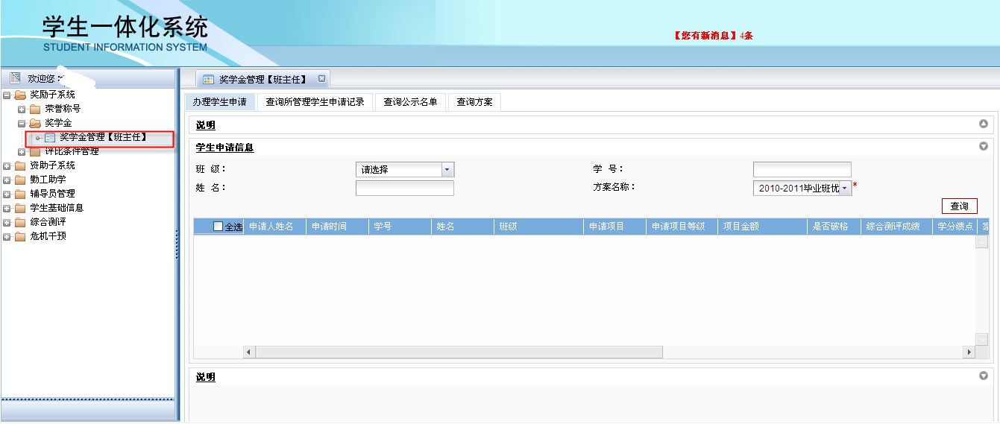 学生一体化系统
STUDENT INFORMATION SYSTEM
【您有新消息】4条
欢迎您：
奖励子系统
荣誉称号
奖学金
奖学金管理【班主任】
评比条件管理
资助子系统
勤工助学
辅导员管理
学生基础信息
综合测评
危机干预
奖学金管理【班主任】
办理学生申请 查询所管理学生申请记录 查询公示名单 查询方案
说明
学生申请信息
班 级： 请选择 学 号：
姓 名： 方案名称： 2010-2011毕业班优 *
查询
全选 申请人姓名 申请时间 学号 姓名 班级 申请项目 申请项目等级 项目金额 是否破格 综合测评成绩 学分绩点
说明